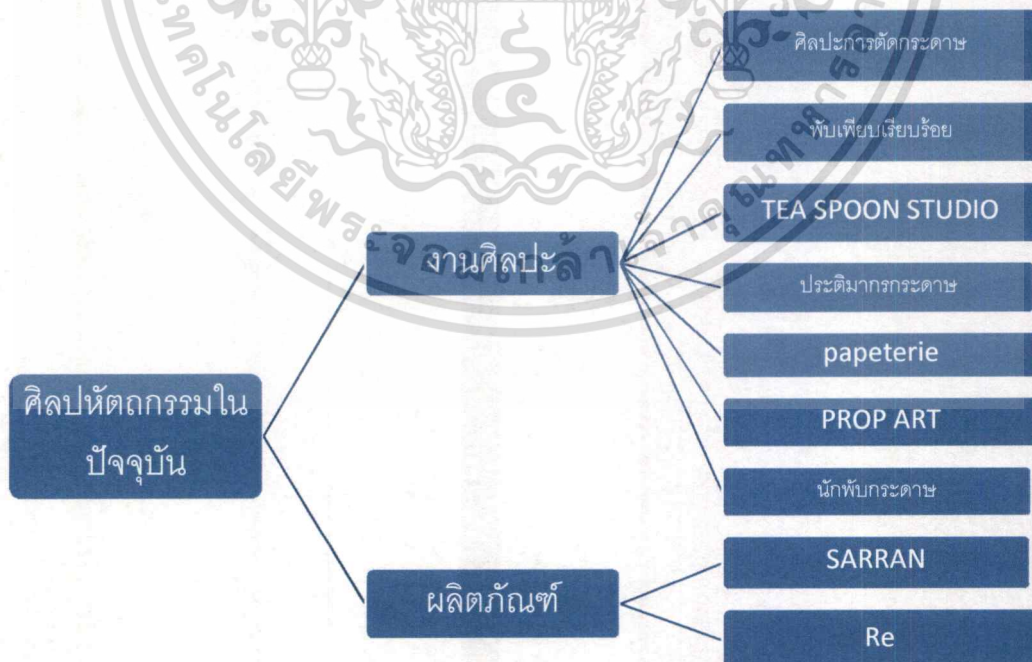 ศิลปหัตถกรรมใน
ปัจจุบัน
งานศิลปะ
ศิลปะการตัดกระดาษ
พับเพียบเรียบร้อย
TEA SPOON STUDIO
ประติมากรกระดาษ
papeterie
PROP ART
นักพับกระดาษ
ผลิตภัณฑ์
SARRAN
Re